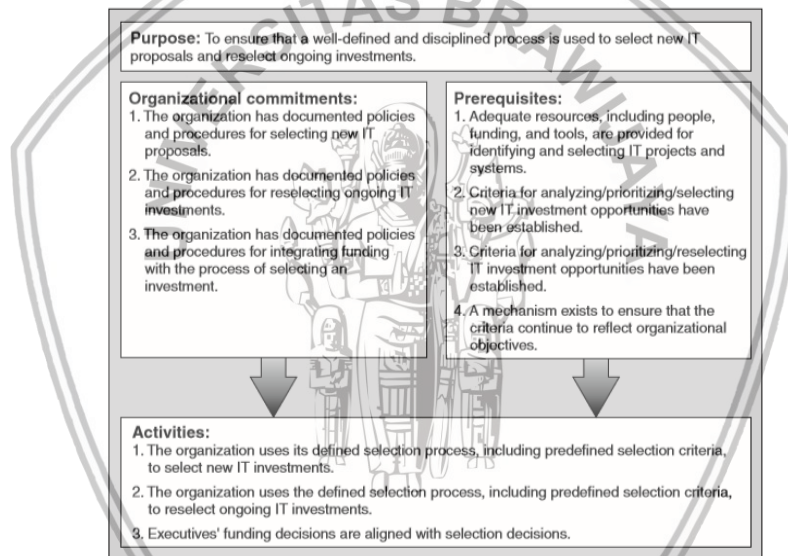 UNIVERSITAS BRAWIJAYA
Purpose: To ensure that a well-defined and disciplined process is used to select new IT
proposals and reselect ongoing investments.
Organizational commitments:
1. The organization has documented policies
and procedures for selecting new IT
proposals.
2. The organization has documented policies
and procedures for reselecting ongoing IT
investments.
3. The organization has documented policies
and procedures for integrating funding
with the process of selecting an
investment.
Prerequisites:
1. Adequate resources, including people,
funding, and tools, are provided for
identifying and selecting IT projects and
systems.
2. Criteria for analyzing/prioritizing/selecting
new IT investment opportunities have
been established.
3. Criteria for analyzing/prioritizing/reselecting
IT investment opportunities have been
established.
4. A mechanism exists to ensure that the
criteria continue to reflect organizational
objectives.
Activities:
1. The organization uses its defined selection process, including predefined selection criteria,
to select new IT investments.
2. The organization uses the defined selection process, including predefined selection criteria,
to reselect ongoing IT investments.
3. Executives' funding decisions are aligned with selection decisions.